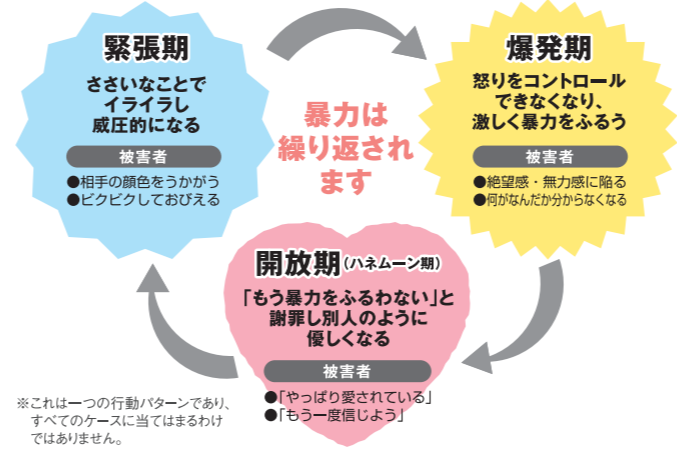 緊張期
ささいなことで
イライラし
威圧的になる
被害者
●相手の顔色をうかがう
●ビクビクしておびえる
暴力は
繰り返され
ます
爆発期
怒りをコントロール
できなくなり、
激しく暴力をふるう
被害者
●絶望感・無力感に陥る
●何がなんだか分からなくなる
開放期（ハネムーン期）
「もう暴力をふるわない」と
謝罪し別人のように
優しくなる
被害者
●「やっぱり愛されている」
●「もう一度信じよう」
※これは一つの行動パターンであり、
すべてのケースに当てはまるわけ
ではありません。